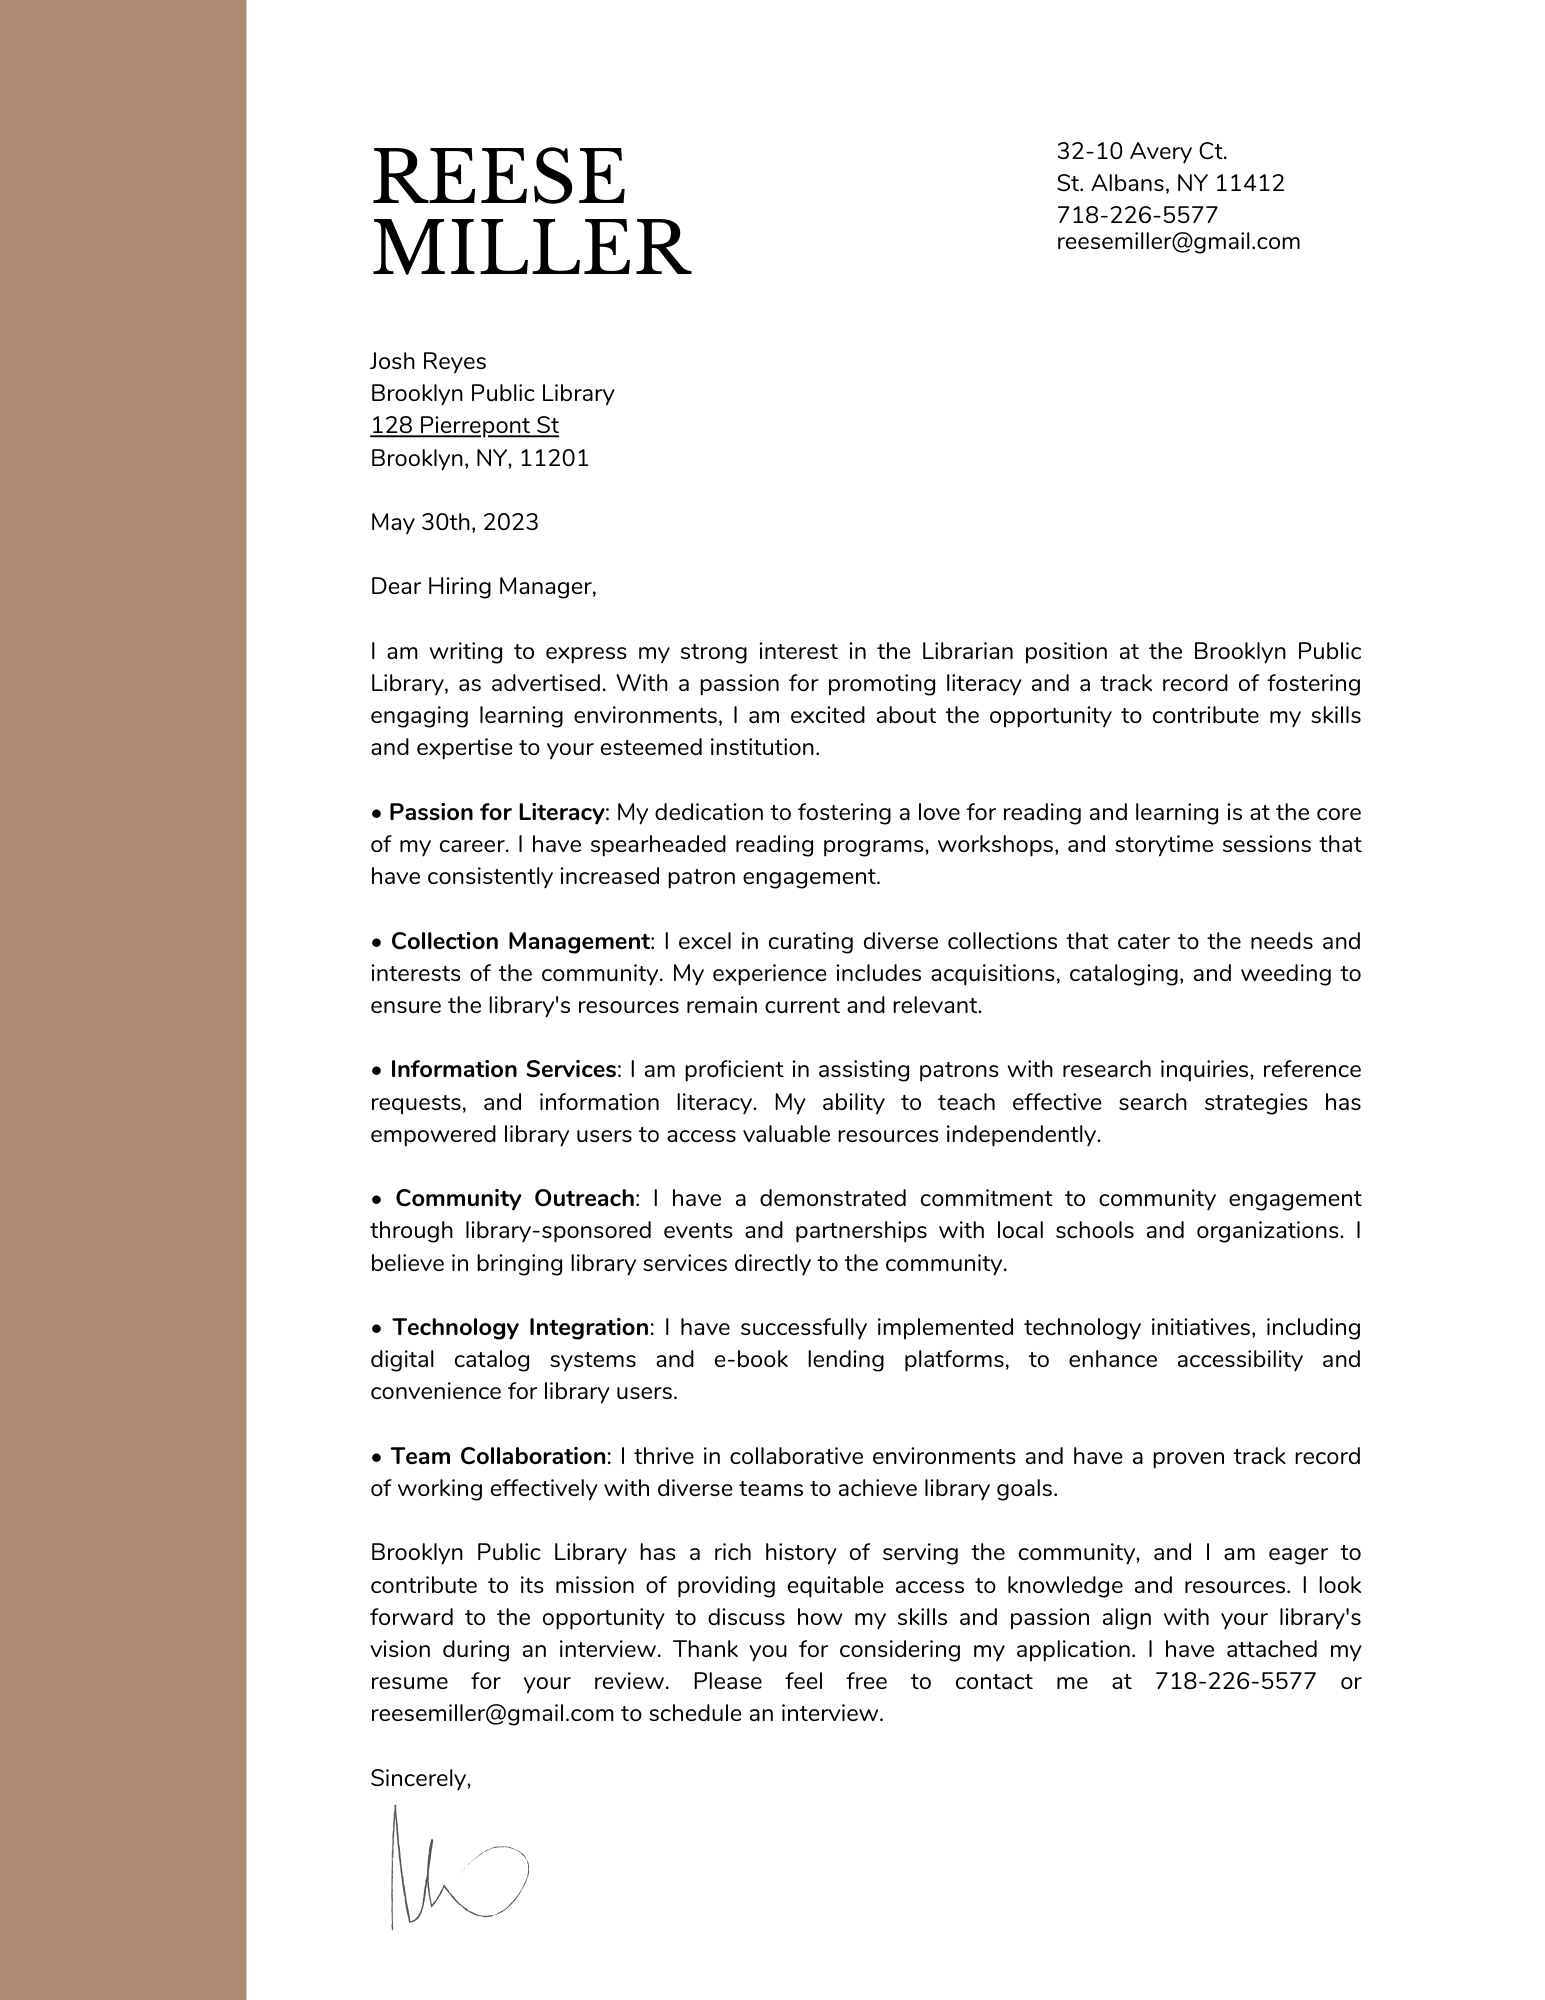 REESE
MILLER
32-10 Avery Ct.
St. Albans, NY 11412
718-226-5577
reesemiller@gmail.com
Josh Reyes
Brooklyn Public Library
128 Pierrepont St
Brooklyn, NY, 11201
May 30th, 2023
Dear Hiring Manager,
I am writing to express my strong interest in the Librarian position at the Brooklyn Public
Library, as advertised. With a passion for promoting literacy and a track record of fostering
engaging learning environments, I am excited about the opportunity to contribute my skills
and expertise to your esteemed institution.
• Passion for Literacy: My dedication to fostering a love for reading and learning is at the core
of my career. I have spearheaded reading programs, workshops, and storytime sessions that
have consistently increased patron engagement.
• Collection Management: I excel in curating diverse collections that cater to the needs and
interests of the community. My experience includes acquisitions, cataloging, and weeding to
ensure the library's resources remain current and relevant.
• Information Services: I am proficient in assisting patrons with research inquiries, reference
requests, and information literacy. My ability to teach effective search strategies has
empowered library users to access valuable resources independently.
• Community Outreach: I have a demonstrated commitment to community engagement
through library-sponsored events and partnerships with local schools and organizations. I
believe in bringing library services directly to the community.
• Technology Integration: I have successfully implemented technology initiatives, including
digital catalog systems and e-book lending platforms, to enhance accessibility and
convenience for library users.
• Team Collaboration: I thrive in collaborative environments and have a proven track record
of working effectively with diverse teams to achieve library goals.
Brooklyn Public Library has a rich history of serving the community, and I am eager to
contribute to its mission of providing equitable access to knowledge and resources. I look
forward to the opportunity to discuss how my skills and passion align with your library's
vision during an interview. Thank you for considering my application. I have attached my
resume for your review. Please feel free to contact me at 718-226-5577 or
reesemiller@gmail.com to schedule an interview.
Sincerely,